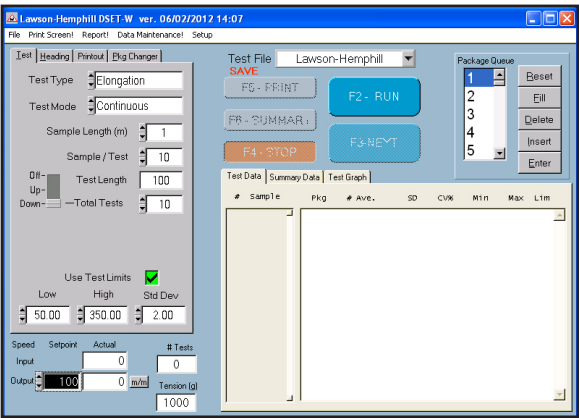 Lawson-Hemphill DSET-W ver. 06/02/2012 14:07
File Print Screen! Report! Data Maintenance! Setup
Test Heading Printout Pkg Changer
Test Type Elongation
Test Mode Continuous
Sample Length (m) 1
Sample / Test 10
Off-
Up-
Down-
Test Length 100
Total Tests 10
Use Test Limits
Low High Std Dev
50.00 350.00 2.00
Speed Setpoint Actual # Tests
Input 0 0
Output 100 0 m/m Tension (g)
1000
Test File Lawson-Hemphill
SAVE
F5 - PRINT
F2 - RUN
F6 - SUMMARY
F3-NEXT
F4 - STOP
Package Queue
1
2
3
4
5
Reset
Fill
Delete
Insert
Enter
Test Data Summary Data Test Graph
# Sample Pkg # Ave. SD CV% Min Max Lim